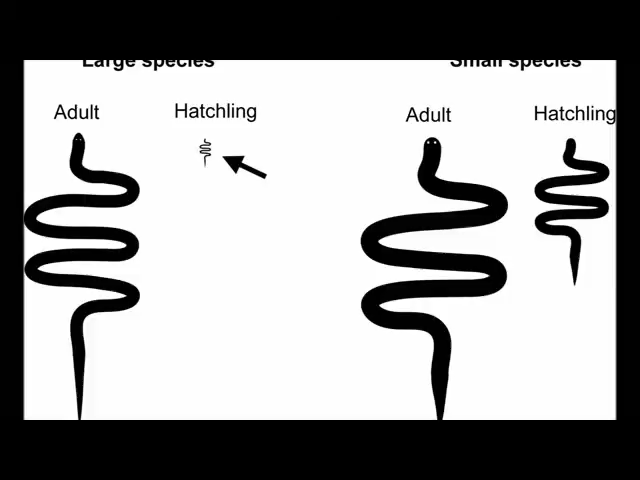 Large species
Small species
Adult
Hatchling
Adult
Hatchling